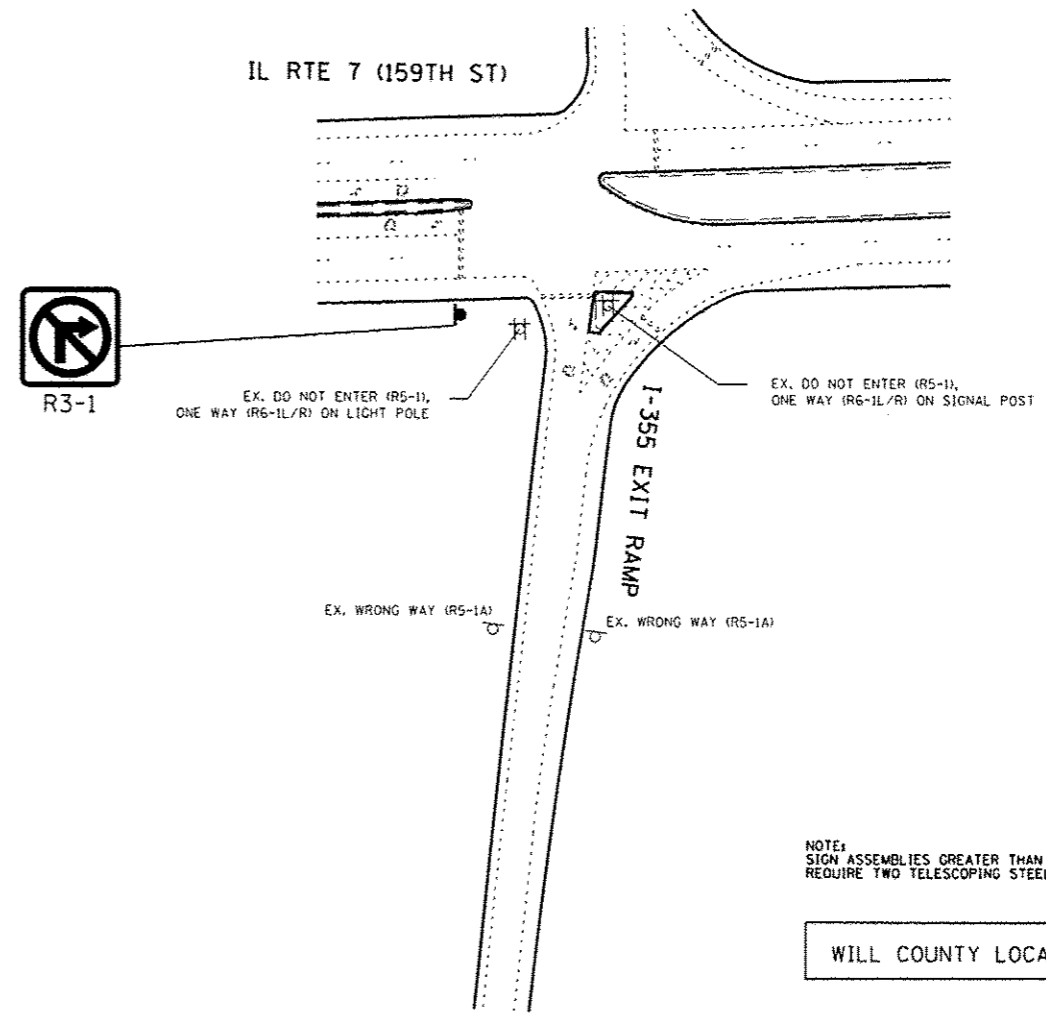 IL RTE 7 (159TH ST)
R3-1
EX. DO NOT ENTER (R5-1),
ONE WAY (R6-1L/R) ON LIGHT POLE
EX. DO NOT ENTER (R5-1),
ONE WAY (R6-1L/R) ON SIGNAL POST
I-355 EXIT RAMP
EX. WRONG WAY (R5-1A)
EX. WRONG WAY (R5-1A)
NOTE:
SIGN ASSEMBLIES GREATER THAN
REQUIRE TWO TELESCOPING STEEL
WILL COUNTY LOCA